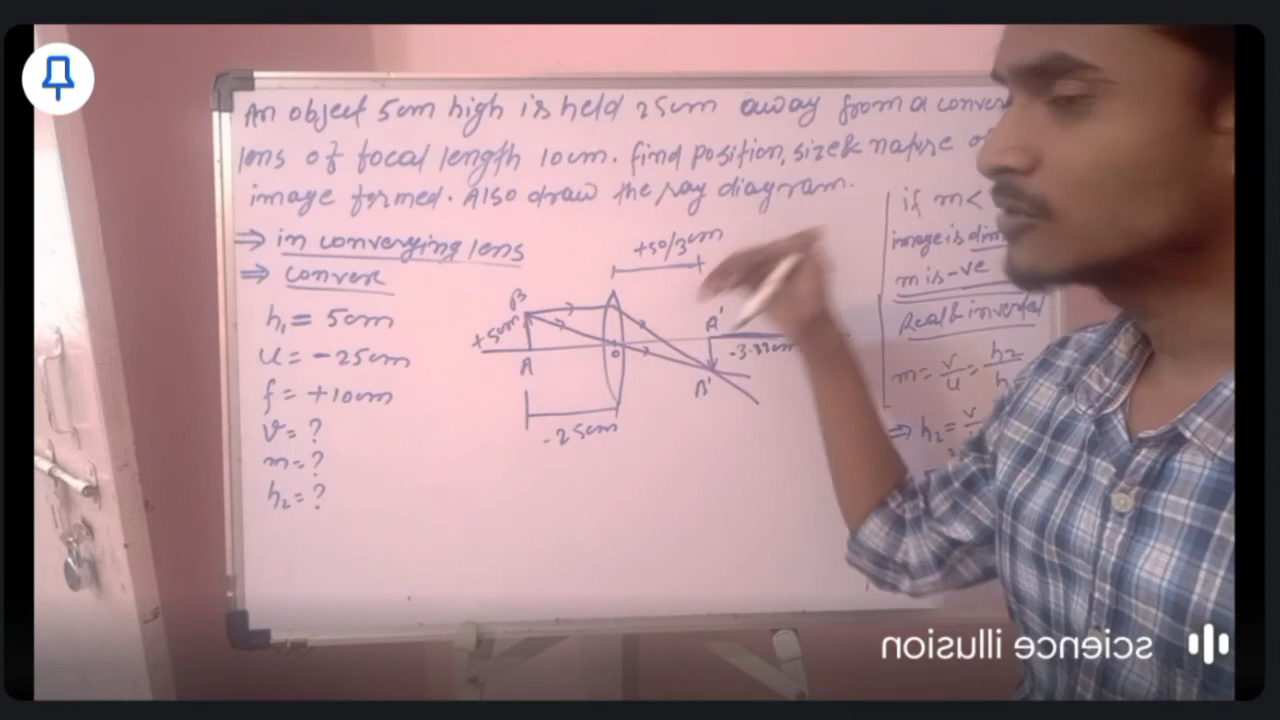 An object 5cm high is held 25cm away from a conver
lens of focal length 10cm. find position, size & nature of
image formed. Also draw the ray diagram.
⇒ in converging lens
⇒ convex
h₁ = 5cm
u = -25cm
f = +10cm
v = ?
m = ?
h₂ = ?
+50/3cm
B
+5cm
A
O
A'
-3.33cm
B'
-25cm
if m<
image is dim
m is -ve
Real & inverted
m = v/u = h₂/h
⇒ h₂ = v
science illusion